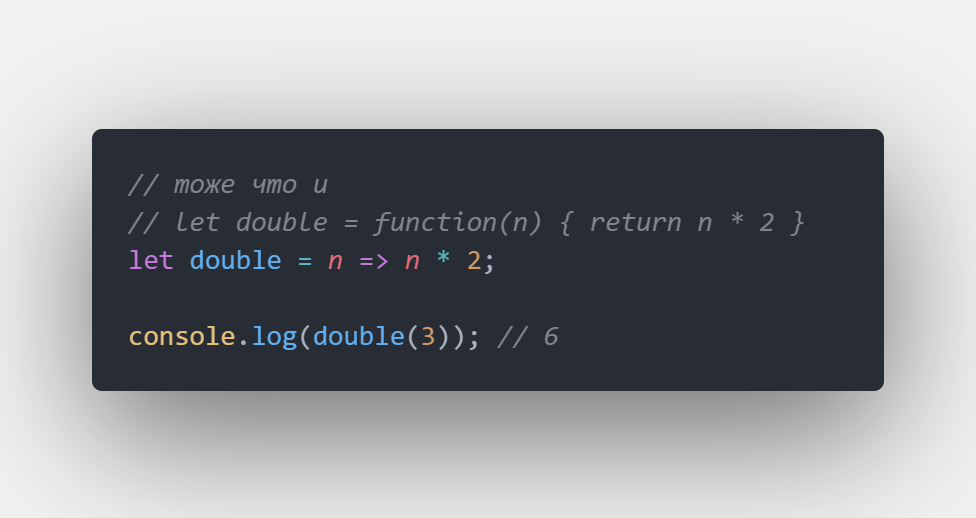 // тоже что и
// let double = function(n) { return n * 2 }
let double = n => n * 2;
console.log(double(3)); // 6